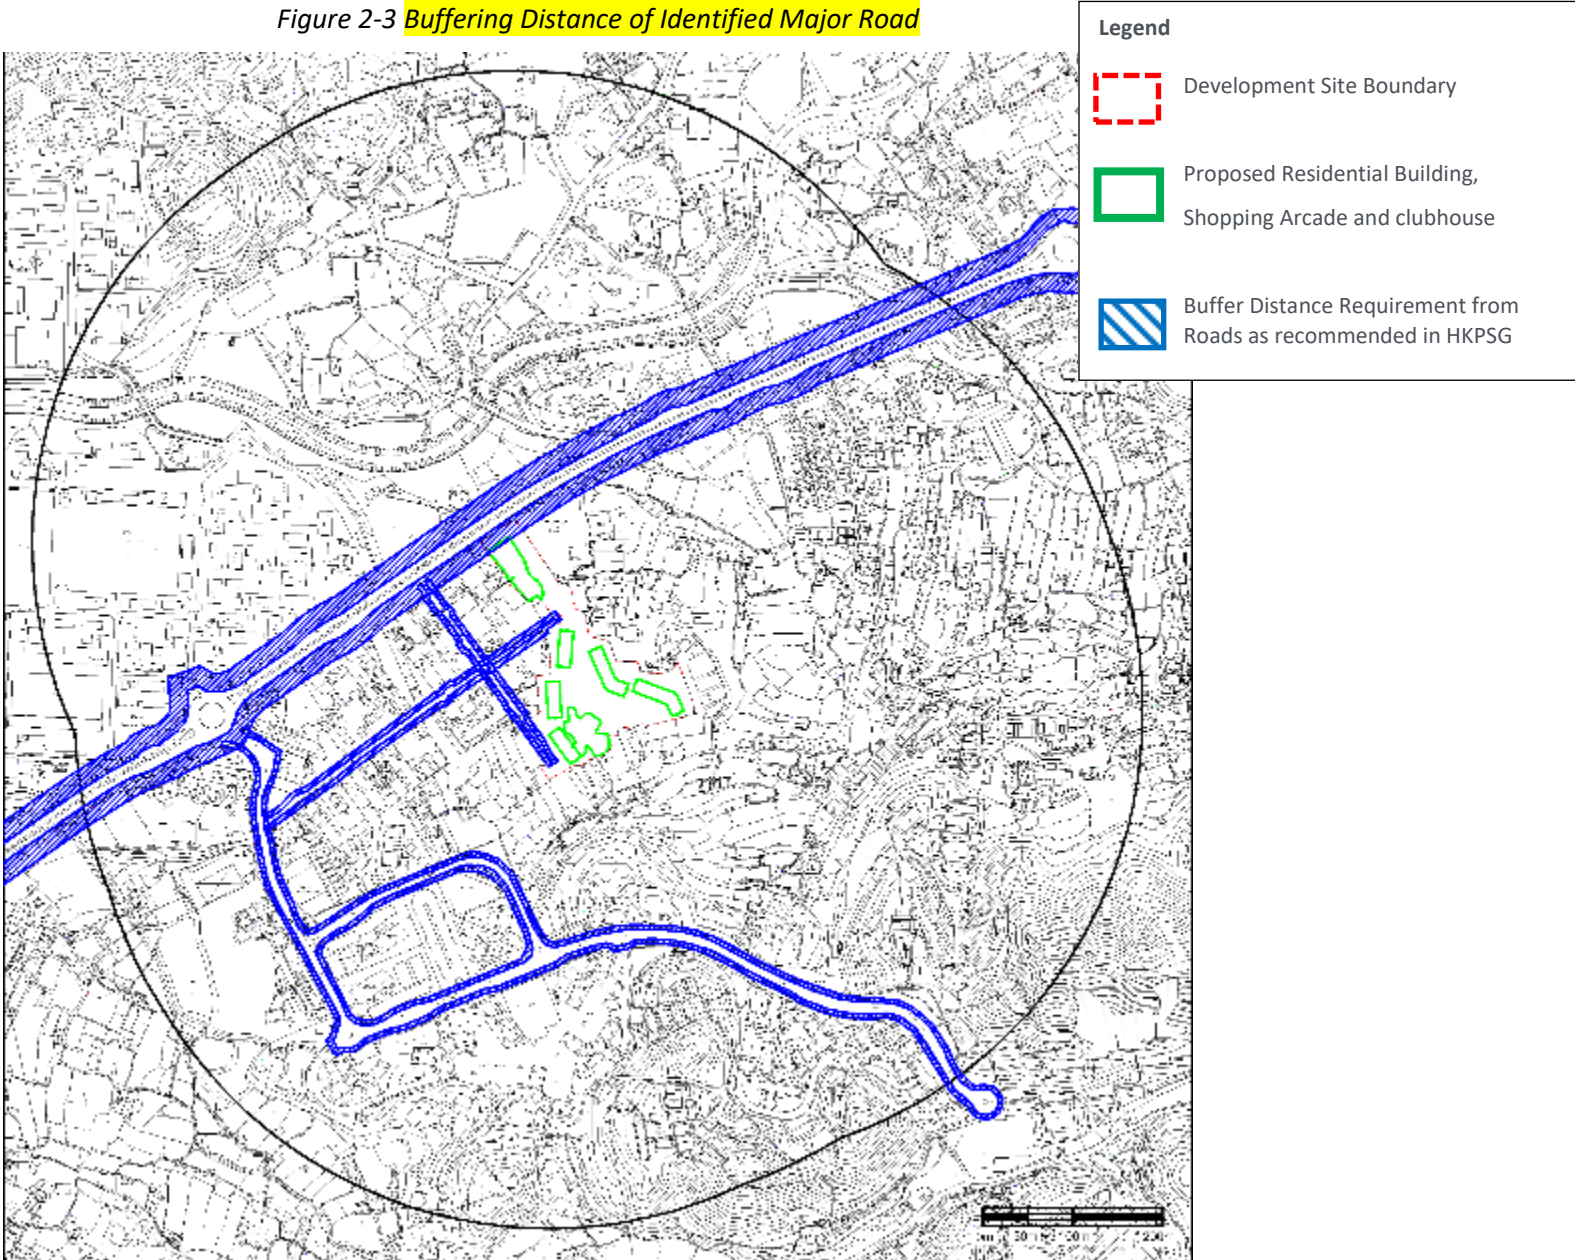 Figure 2-3 Buffering Distance of Identified Major Road
Legend
Development Site Boundary
Proposed Residential Building,
Shopping Arcade and clubhouse
Buffer Distance Requirement from
Roads as recommended in HKPSG